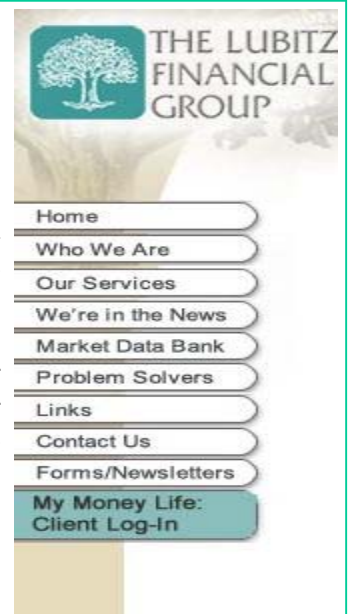 THE LUBITZ
FINANCIAL
GROUP
Home
Who We Are
Our Services
We're in the News
Market Data Bank
Problem Solvers
Links
Contact Us
Forms/Newsletters
My Money Life:
Client Log-In